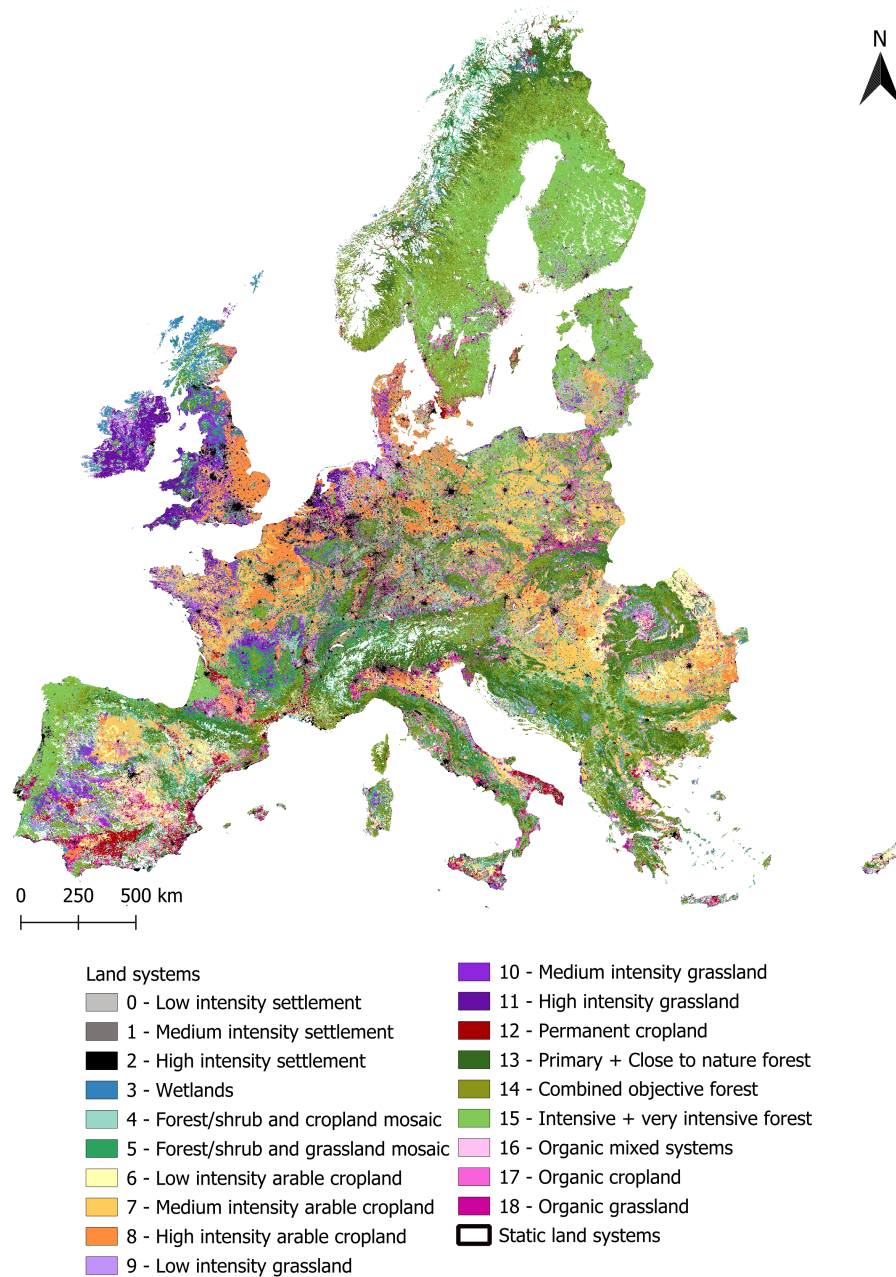 N
0 250 500 km
Land systems
0 - Low intensity settlement
1 - Medium intensity settlement
2 - High intensity settlement
3 - Wetlands
4 - Forest/shrub and cropland mosaic
5 - Forest/shrub and grassland mosaic
6 - Low intensity arable cropland
7 - Medium intensity arable cropland
8 - High intensity arable cropland
9 - Low intensity grassland
10 - Medium intensity grassland
11 - High intensity grassland
12 - Permanent cropland
13 - Primary + Close to nature forest
14 - Combined objective forest
15 - Intensive + very intensive forest
16 - Organic mixed systems
17 - Organic cropland
18 - Organic grassland
Static land systems